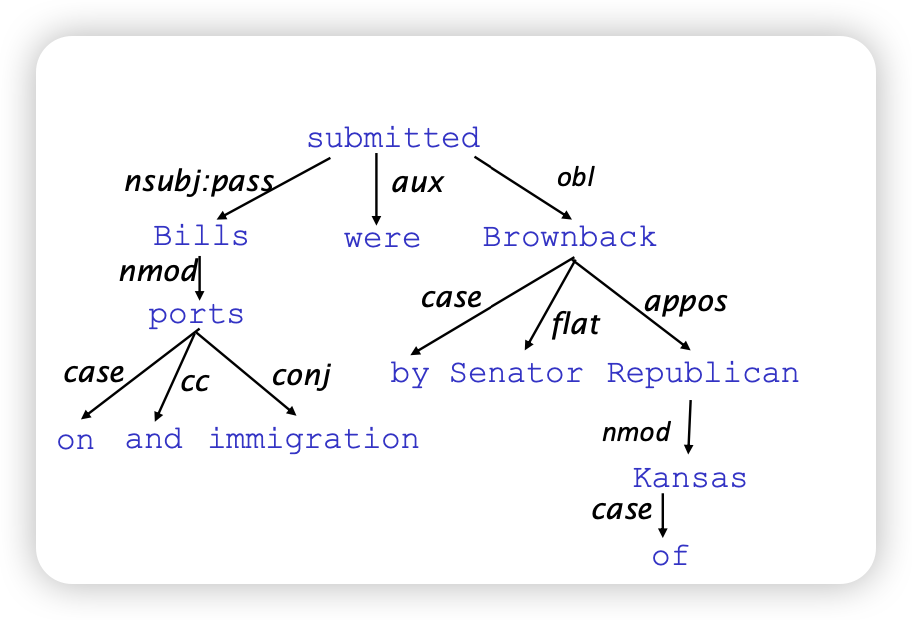 submitted
nsubj:pass aux obl
Bills were Brownback
nmod
ports
case flat appos
case cc conj
by Senator Republican
on and immigration
nmod
Kansas
case
of